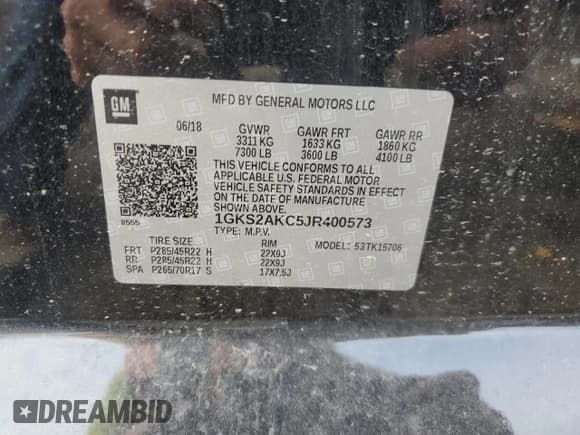 GM
MFD BY GENERAL MOTORS LLC
06/18 GVWR GAWR FRT GAWR RR
3311 KG 1633 KG 1860 KG
7300 LB 3600 LB 4100 LB
THIS VEHICLE CONFORMS TO ALL
APPLICABLE U.S. FEDERAL MOTOR
VEHICLE SAFETY STANDARDS IN EFFECT
ON THE DATE OF MANUFACTURE
SHOWN ABOVE.
8555 1GKS2AKC5JR400573
TYPE: M.P.V. MODEL: 53TK15706
TIRE SIZE RIM
FRT P285/45R22 H 22X9J
RR P285/45R22 H 22X9J
SPA P265/70R17 S 17X7.5J
DREAMBID